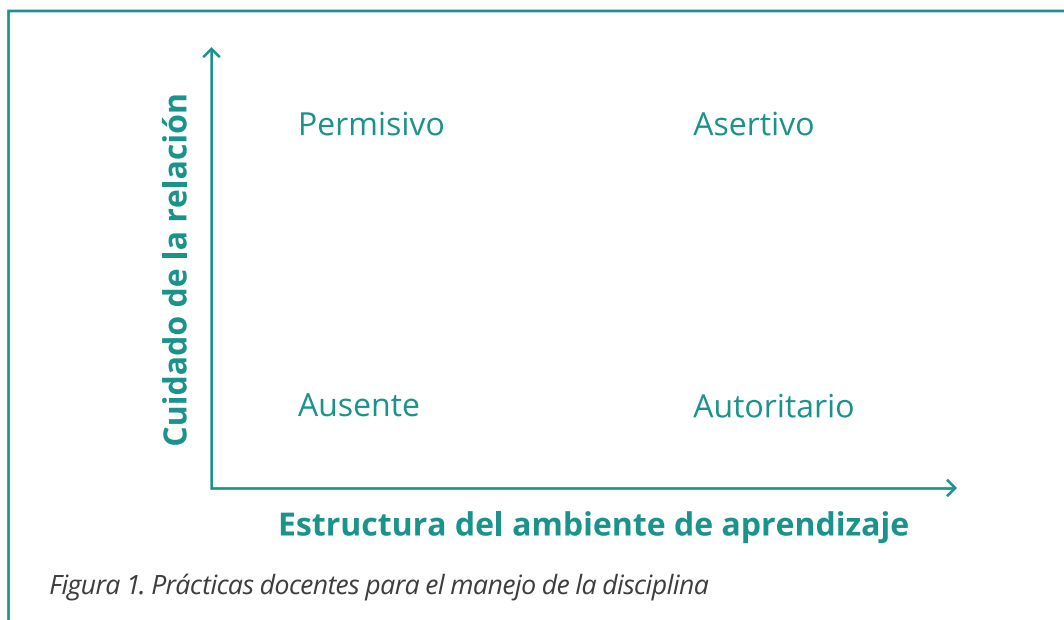 Cuidado de la relación
Permisivo
Asertivo
Ausente
Autoritario
Estructura del ambiente de aprendizaje
Figura 1. Prácticas docentes para el manejo de la disciplina